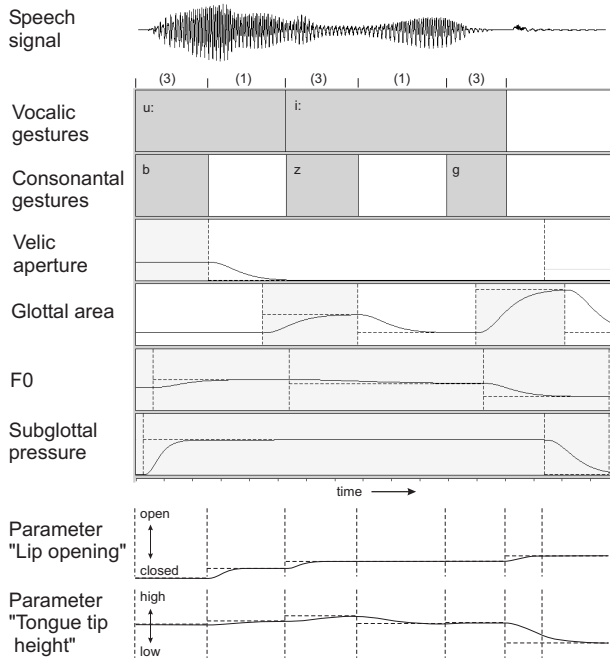 Speech
signal
(3) (1) (3) (1) (3)
Vocalic
gestures
u: i:
Consonantal
gestures
b z g
Velic
aperture
Glottal area
F0
Subglottal
pressure
time
Parameter
"Lip opening"
open
closed
Parameter
"Tongue tip
height"
high
low